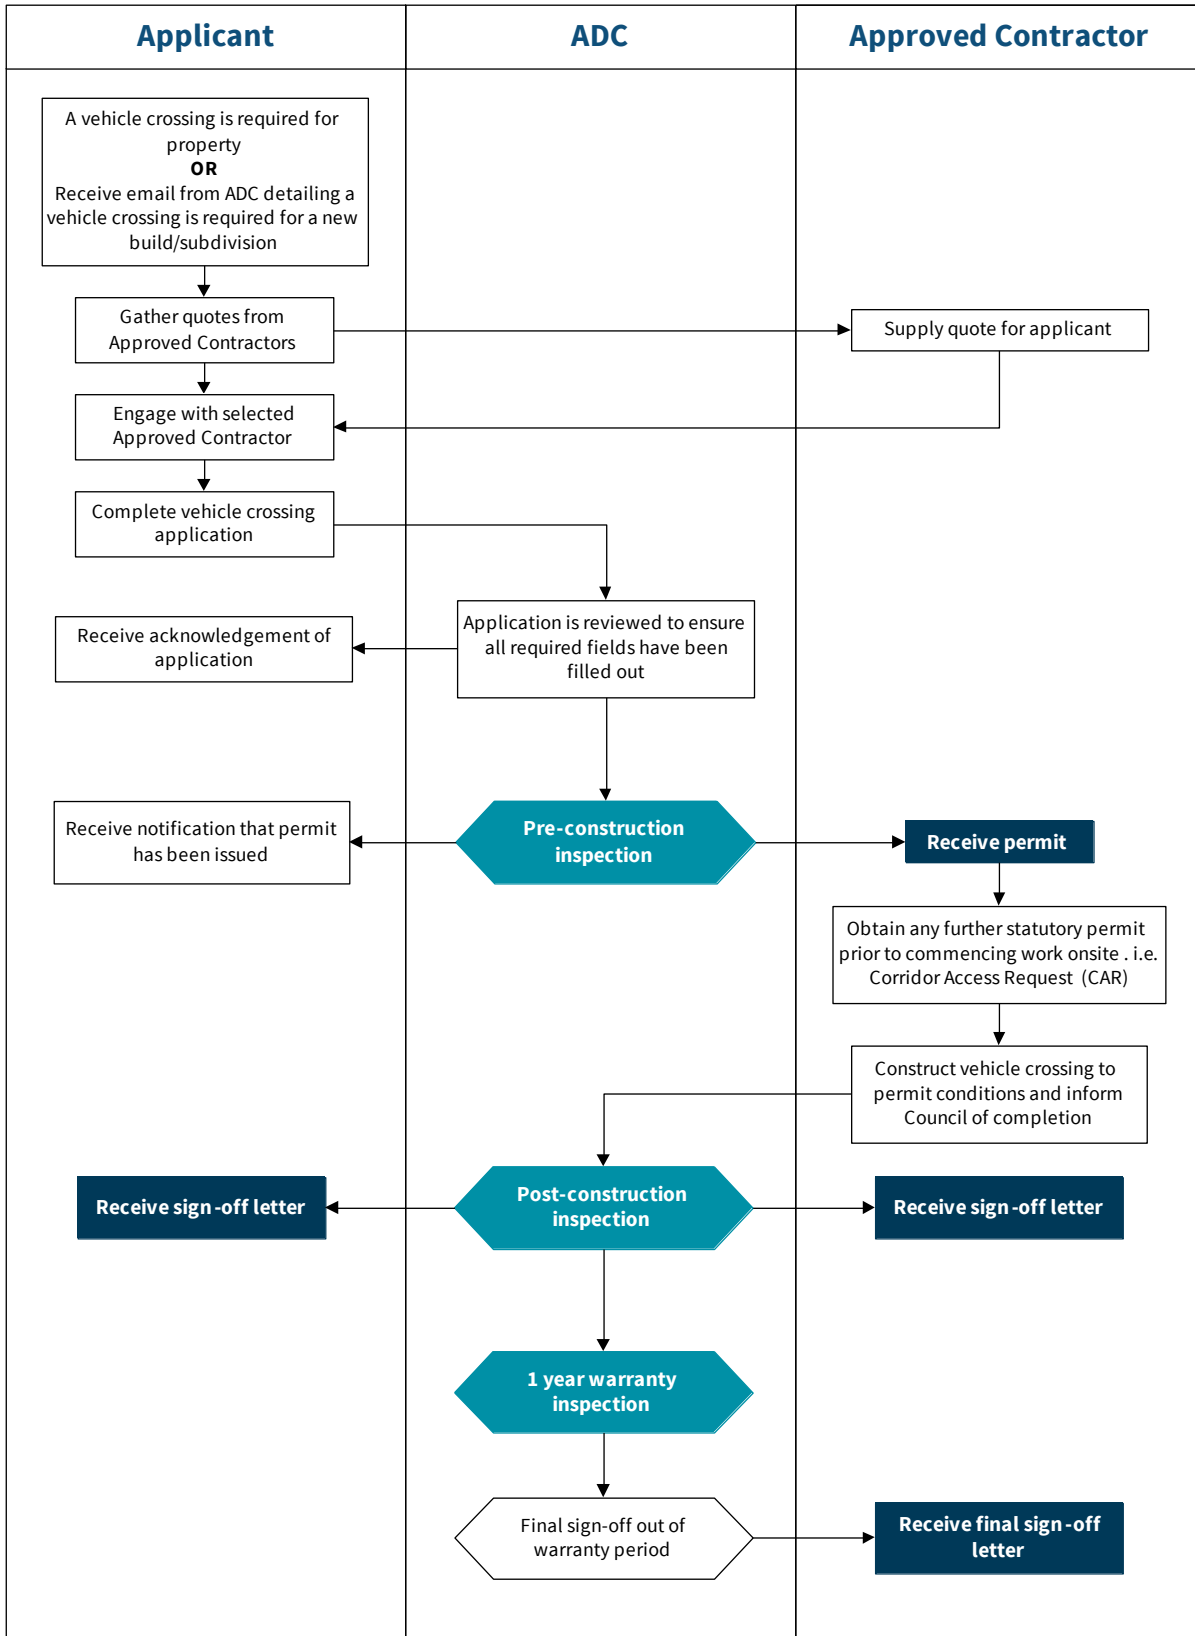 Applicant
ADC
Approved Contractor
A vehicle crossing is required for
property
OR
Receive email from ADC detailing a
vehicle crossing is required for a new
build/subdivision
Gather quotes from
Approved Contractors
Supply quote for applicant
Engage with selected
Approved Contractor
Complete vehicle crossing
application
Application is reviewed to ensure
all required fields have been
filled out
Receive acknowledgement of
application
Pre-construction
inspection
Receive notification that permit
has been issued
Receive permit
Obtain any further statutory permit
prior to commencing work onsite . i.e.
Corridor Access Request (CAR)
Construct vehicle crossing to
permit conditions and inform
Council of completion
Post-construction
inspection
Receive sign-off letter
Receive sign-off letter
1 year warranty
inspection
Final sign-off out of
warranty period
Receive final sign-off
letter